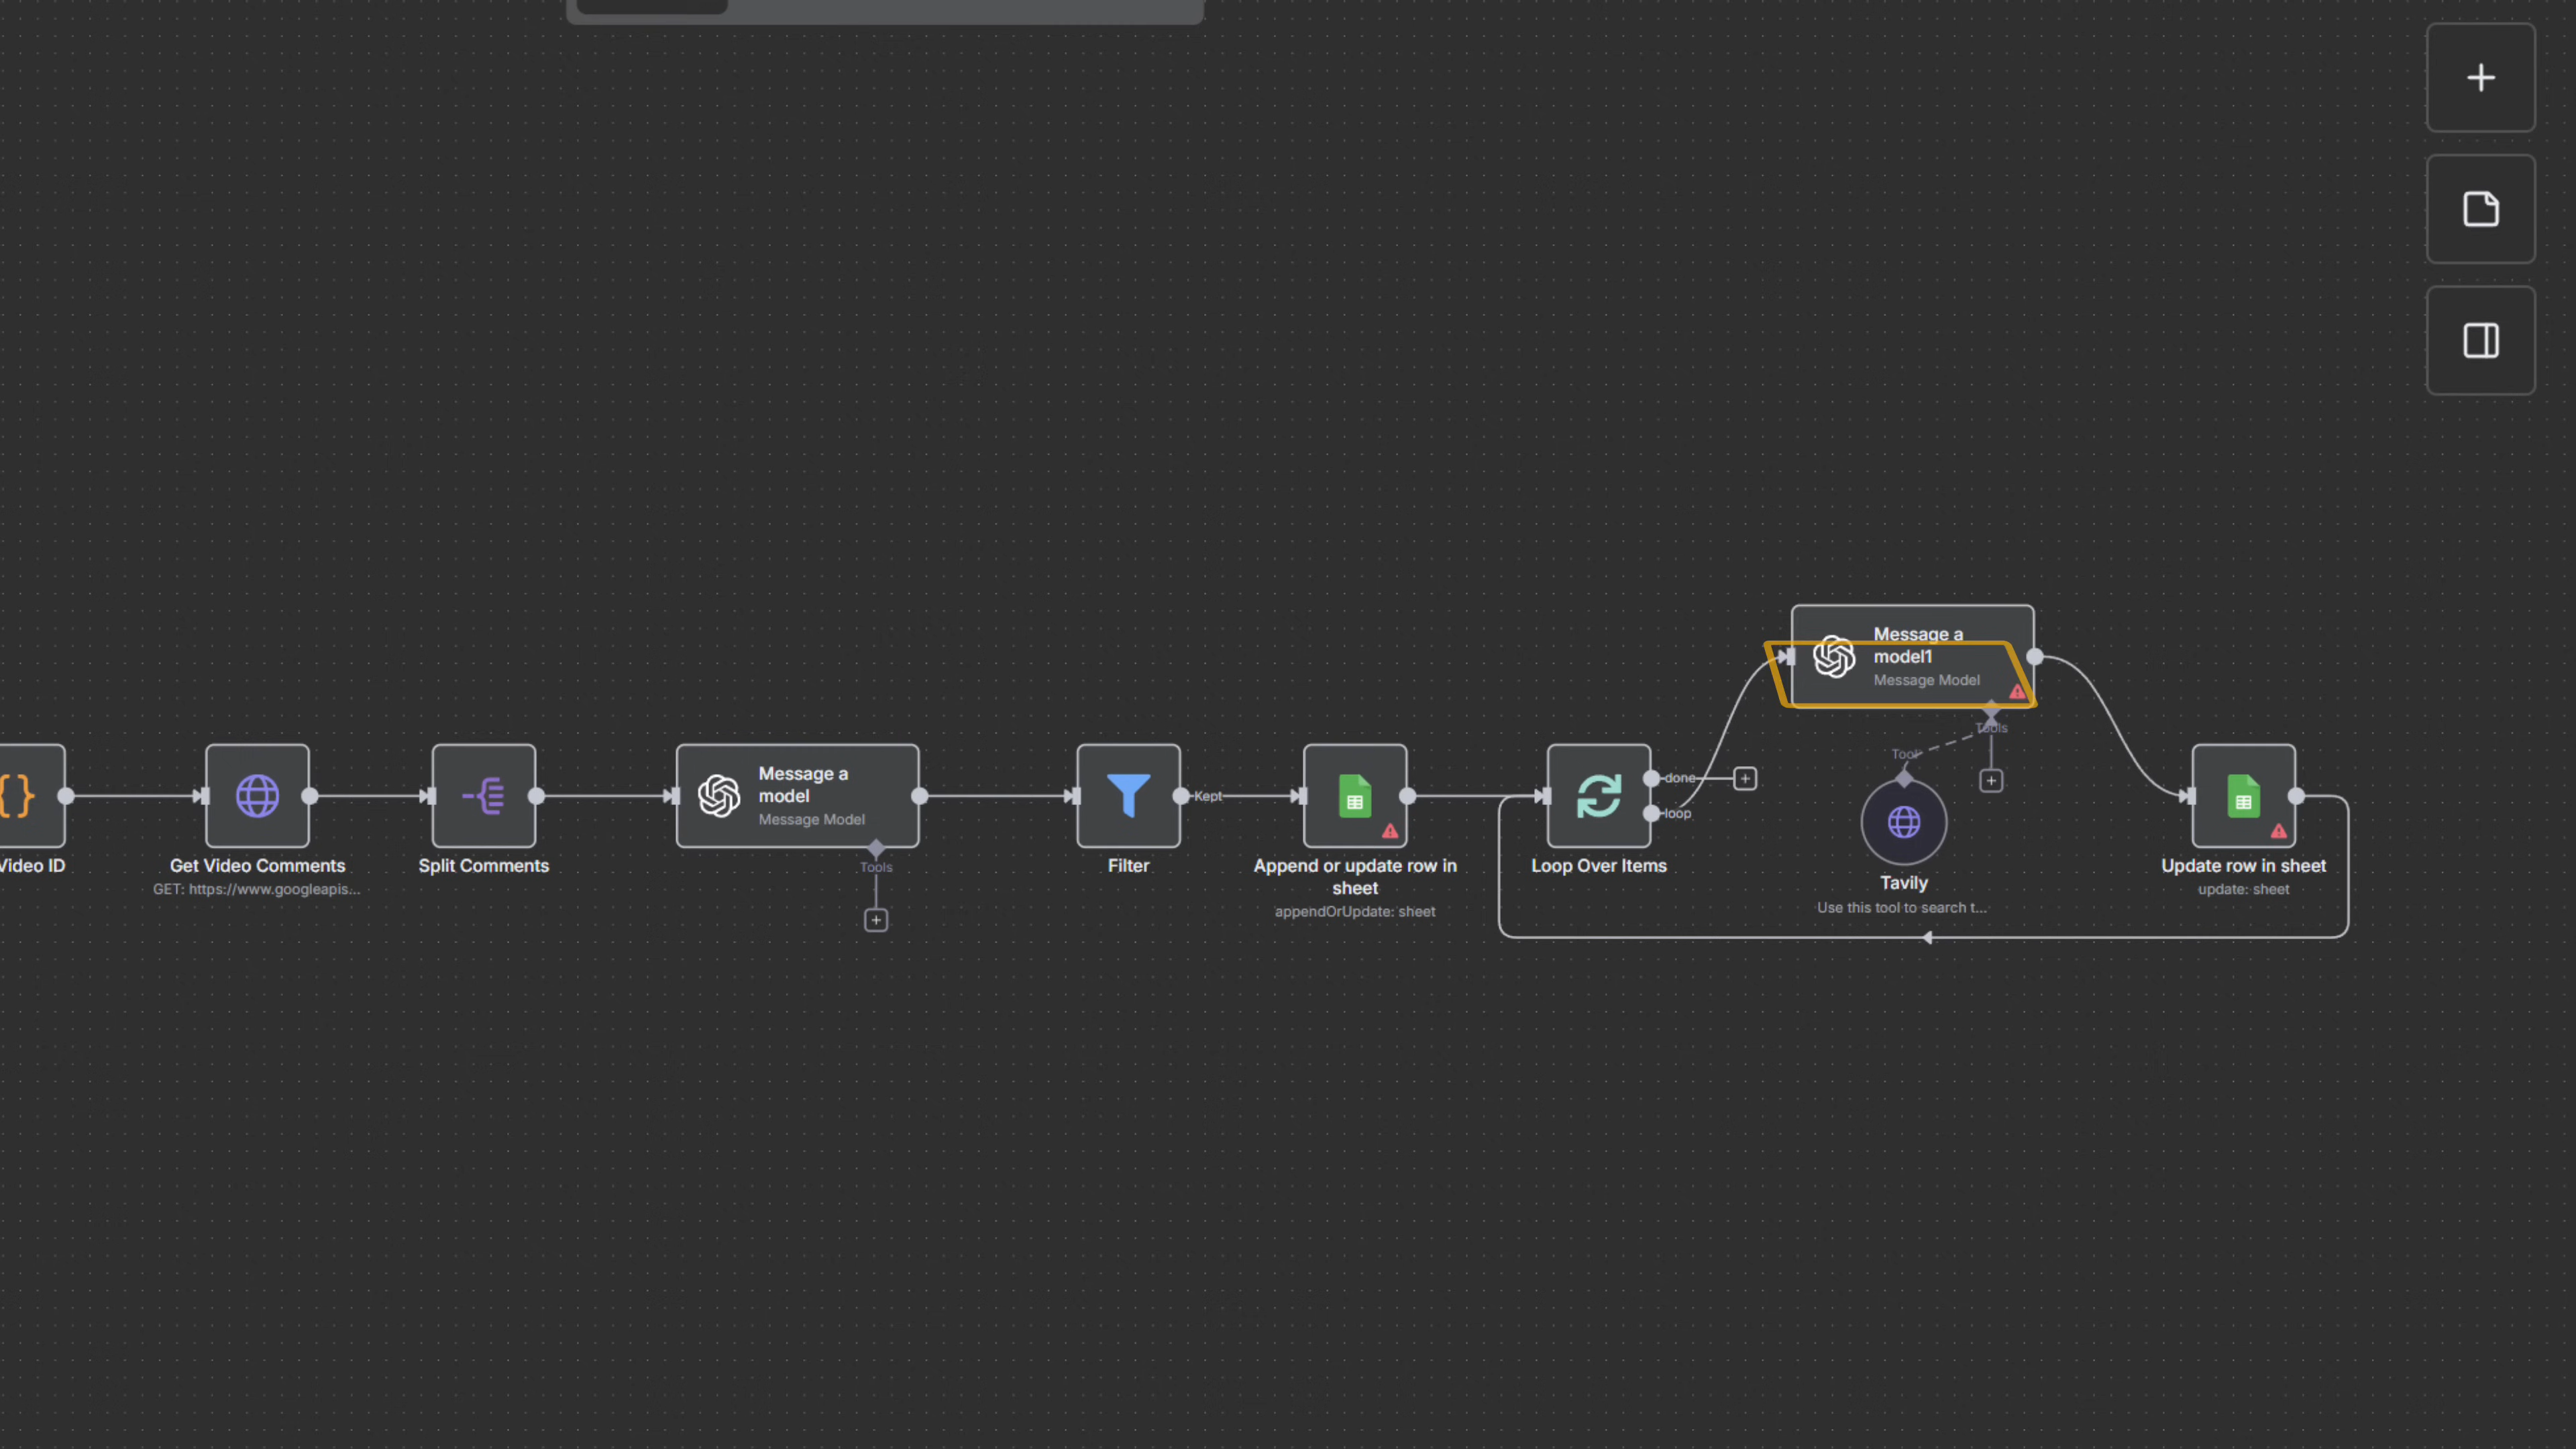 Message a
model1
Message Model
Tools
Tool
Tavily
Use this tool to search t...
Video ID
Get Video Comments
GET: https://www.googleapis...
Split Comments
Message a
model
Message Model
Tools
Filter
Kept
Append or update row in
sheet
appendOrUpdate: sheet
Loop Over Items
done
loop
Update row in sheet
update: sheet